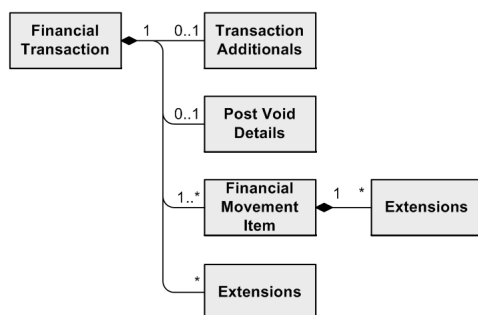 Financial
Transaction
1
0..1
Transaction
Additionals
0..1
Post Void
Details
1..*
Financial
Movement
Item
1
*
Extensions
*
Extensions